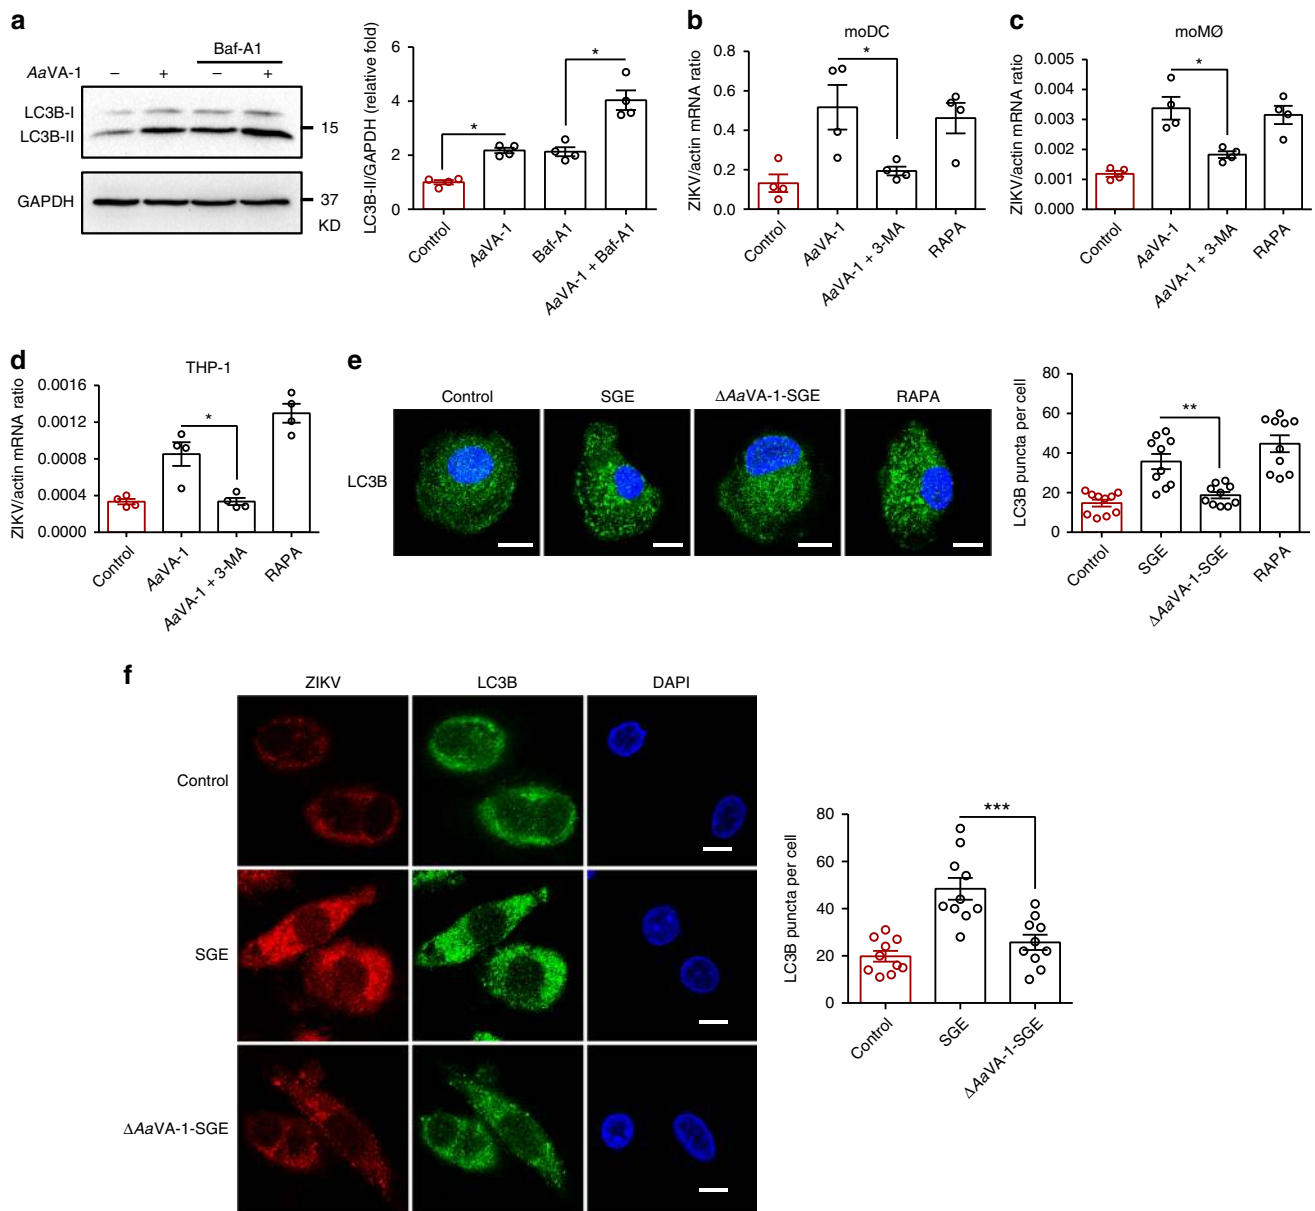 a
Baf-A1
AaVA-1 – + – +
LC3B-I
LC3B-II
15
GAPDH
37
KD
LC3B-II/GAPDH (relative fold)
6
4
2
0
*
*
Control
AaVA-1
Baf-A1
AaVA-1 + Baf-A1
b
moDC
ZIKV/actin mRNA ratio
0.8
0.6
0.4
0.2
0
*
Control
AaVA-1
AaVA-1 + 3-MA
RAPA
c
moMØ
ZIKV/actin mRNA ratio
0.005
0.004
0.003
0.002
0.001
0.000
*
Control
AaVA-1
AaVA-1 + 3-MA
RAPA
d
THP-1
ZIKV/actin mRNA ratio
0.0016
0.0012
0.0008
0.0004
0.0000
*
Control
AaVA-1
AaVA-1 + 3-MA
RAPA
e
Control
SGE
ΔAaVA-1-SGE
RAPA
LC3B
LC3B puncta per cell
80
60
40
20
0
**
Control
SGE
ΔAaVA-1-SGE
RAPA
f
ZIKV
LC3B
DAPI
Control
SGE
ΔAaVA-1-SGE
LC3B puncta per cell
80
60
40
20
0
***
Control
SGE
ΔAaVA-1-SGE